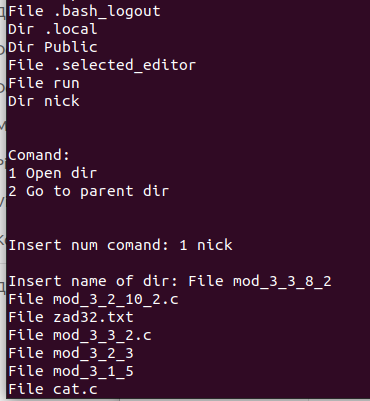 File .bash_logout
Dir .local
Dir Public
File .selected_editor
File run
Dir nick
Comand:
1 Open dir
2 Go to parent dir
Insert num comand: 1 nick
Insert name of dir: File mod_3_3_8_2
File mod_3_2_10_2.c
File zad32.txt
File mod_3_3_2.c
File mod_3_2_3
File mod_3_1_5
File cat.c